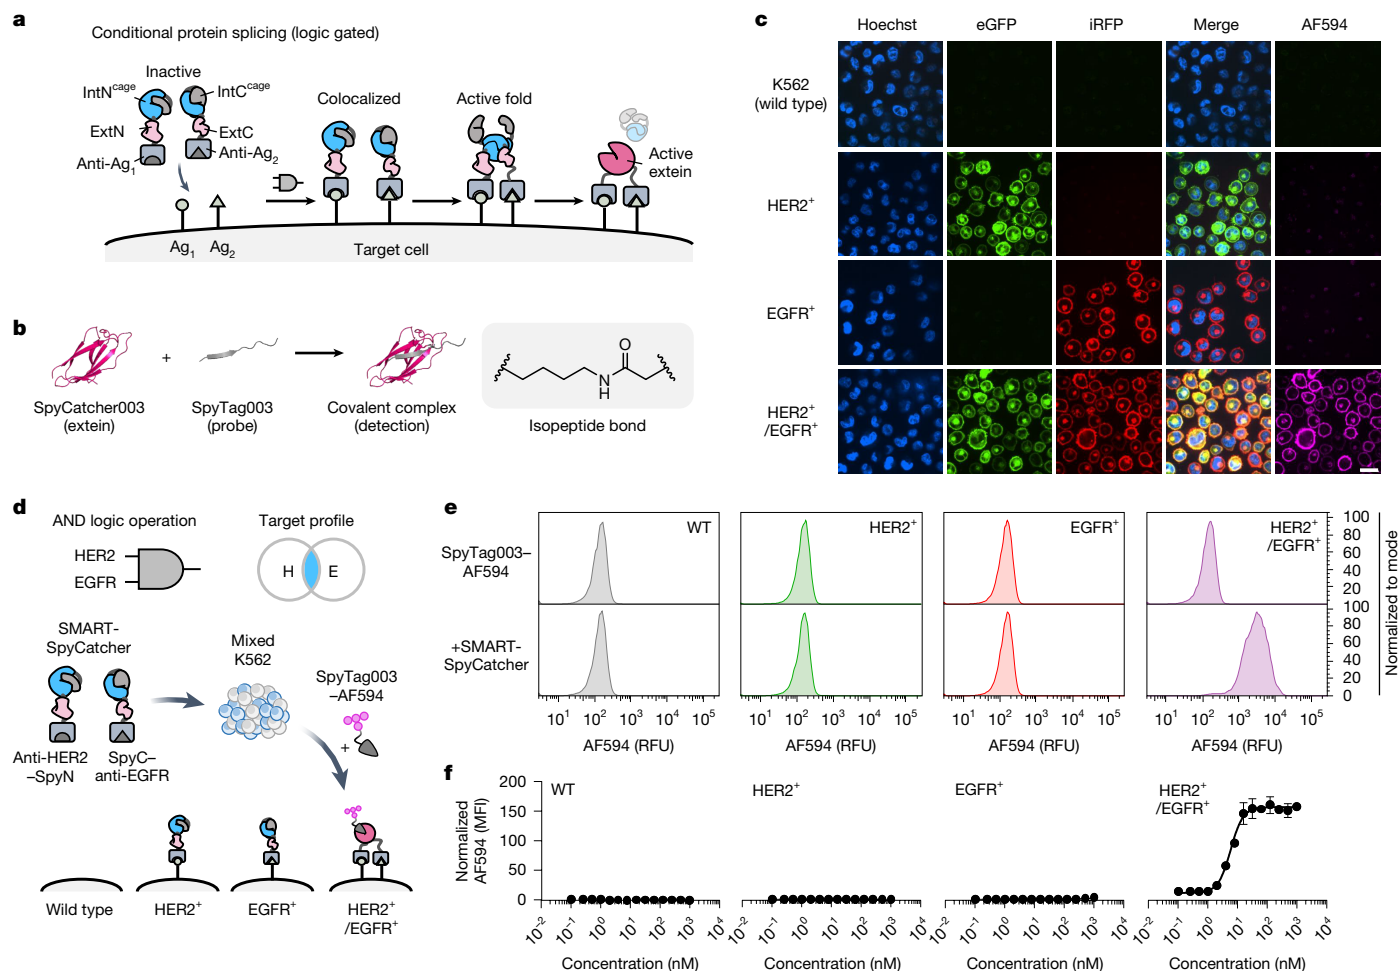 a
Conditional protein splicing (logic gated)
Inactive
IntNcage
IntCcage
ExtN
ExtC
Anti-Ag1
Anti-Ag2
Colocalized
Active fold
Active
extein
Ag1
Ag2
Target cell
b
+
SpyCatcher003
(extein)
SpyTag003
(probe)
Covalent complex
(detection)
O
N
H
Isopeptide bond
c
Hoechst eGFP iRFP Merge AF594
K562
(wild type)
HER2+
EGFR+
HER2+
/EGFR+
d
AND logic operation
Target profile
HER2
EGFR
H E
SMART-
SpyCatcher
Mixed
K562
SpyTag003
–AF594
+
Anti-HER2
–SpyN
SpyC–
anti-EGFR
Wild type
HER2+
EGFR+
HER2+
/EGFR+
e
SpyTag003–
AF594
+SMART-
SpyCatcher
WT
HER2+
EGFR+
HER2+
/EGFR+
100
80
60
40
20
100
80
60
40
20
0
Normalized to mode
10¹ 10² 10³ 10⁴ 10⁵
10¹ 10² 10³ 10⁴ 10⁵
10¹ 10² 10³ 10⁴ 10⁵
10¹ 10² 10³ 10⁴ 10⁵
AF594 (RFU)
AF594 (RFU)
AF594 (RFU)
AF594 (RFU)
f
Normalized
AF594 (MFI)
200
150
100
50
0
WT
HER2+
EGFR+
HER2+
/EGFR+
10⁻² 10⁻¹ 10⁰ 10¹ 10² 10³ 10⁴
10⁻² 10⁻¹ 10⁰ 10¹ 10² 10³ 10⁴
10⁻² 10⁻¹ 10⁰ 10¹ 10² 10³ 10⁴
10⁻² 10⁻¹ 10⁰ 10¹ 10² 10³ 10⁴
Concentration (nM)
Concentration (nM)
Concentration (nM)
Concentration (nM)